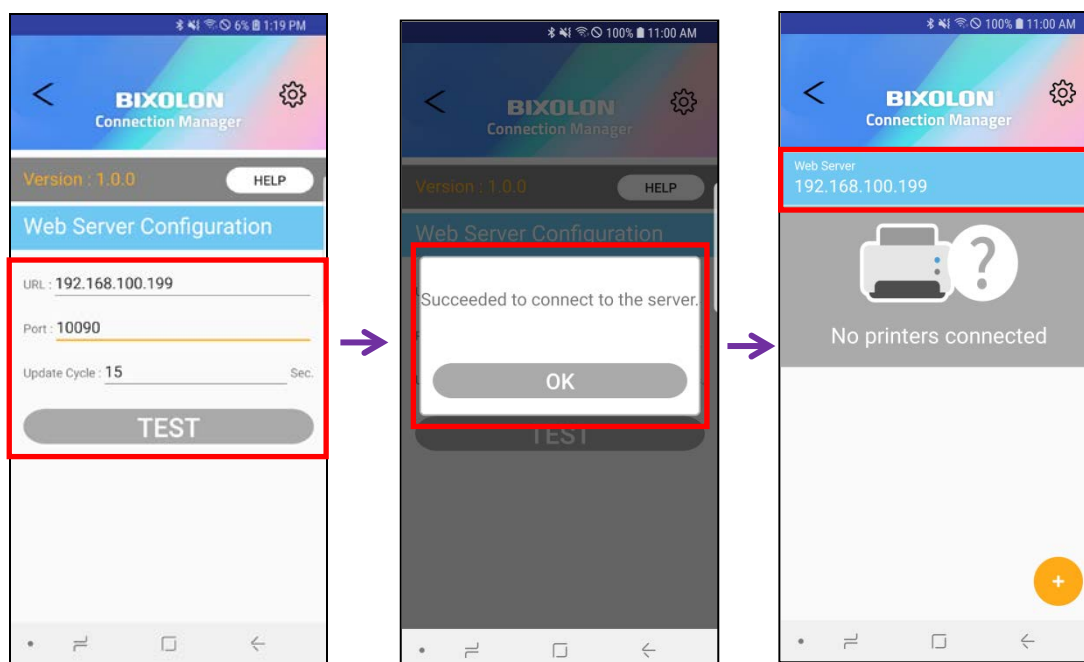 6% 1:19 PM
BIXOLON
Connection Manager
Version : 1.0.0
HELP
Web Server Configuration
URL : 192.168.100.199
Port : 10090
Update Cycle : 15 Sec.
TEST
100% 11:00 AM
BIXOLON
Connection Manager
Version : 1.0.0
HELP
Web Server Configuration
Succeeded to connect to the server.
OK
TEST
100% 11:00 AM
BIXOLON
Connection Manager
Web Server
192.168.100.199
?
No printers connected
+